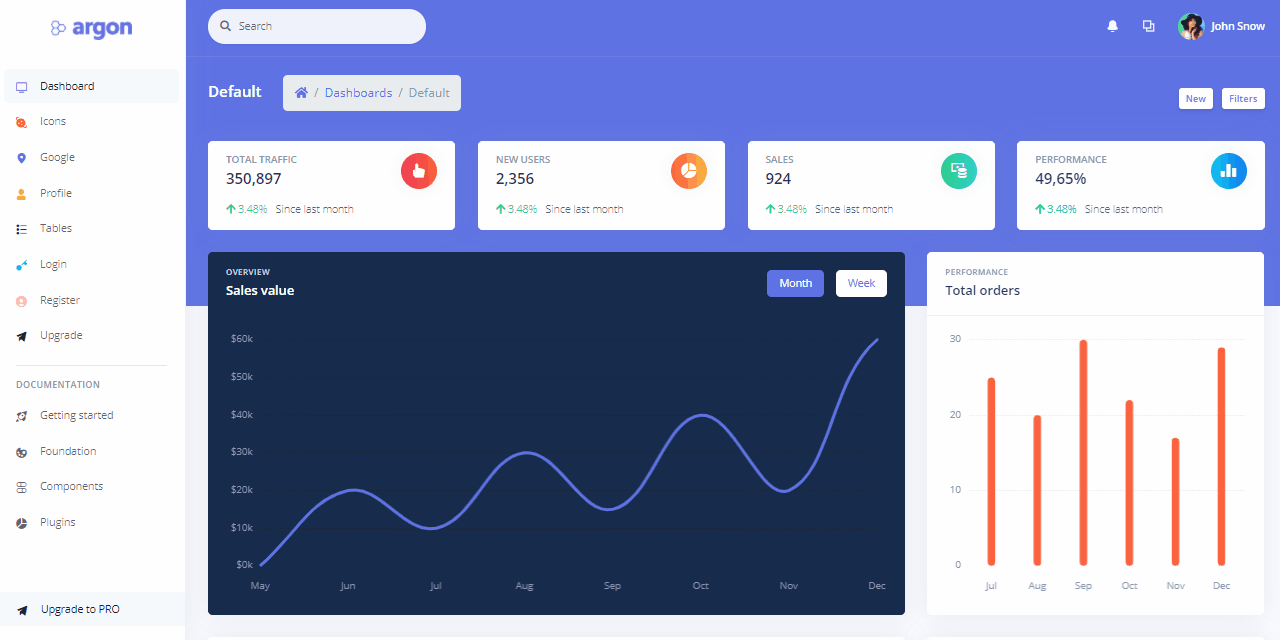 argon
Search
John Snow
Dashboard
Icons
Google
Profile
Tables
Login
Register
Upgrade
DOCUMENTATION
Getting started
Foundation
Components
Plugins
Upgrade to PRO
Default
/ Dashboards / Default
New
Filters
TOTAL TRAFFIC
350,897
3.48% Since last month
NEW USERS
2,356
3.48% Since last month
SALES
924
3.48% Since last month
PERFORMANCE
49,65%
3.48% Since last month
OVERVIEW
Sales value
Month
Week
$60k
$50k
$40k
$30k
$20k
$10k
$0k
May Jun Jul Aug Sep Oct Nov Dec
PERFORMANCE
Total orders
30
20
10
0
Jul Aug Sep Oct Nov Dec